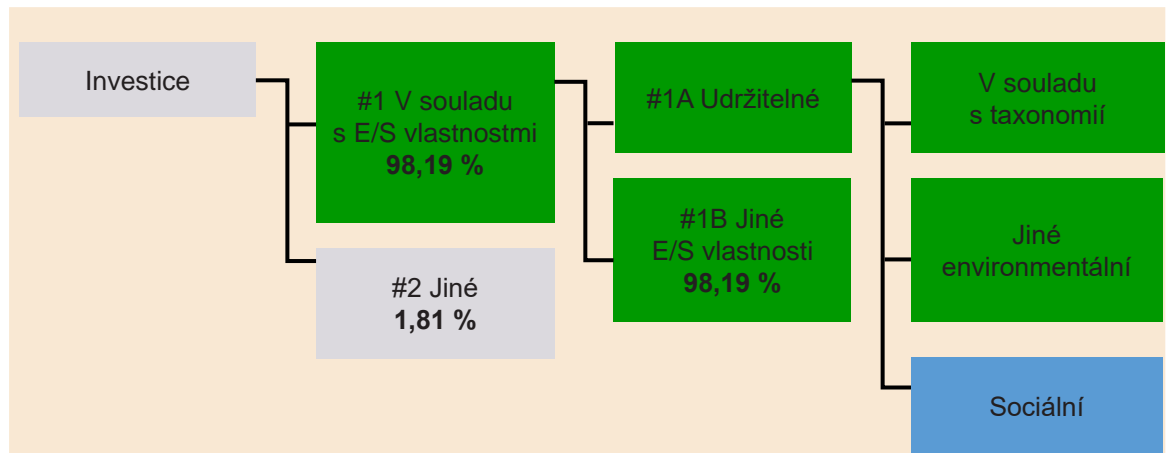 Investice
#1 V souladu
s E/S vlastnostmi
98,19 %
#2 Jiné
1,81 %
#1A Udržitelné
#1B Jiné
E/S vlastnosti
98,19 %
V souladu
s taxonomií
Jiné
environmentální
Sociální